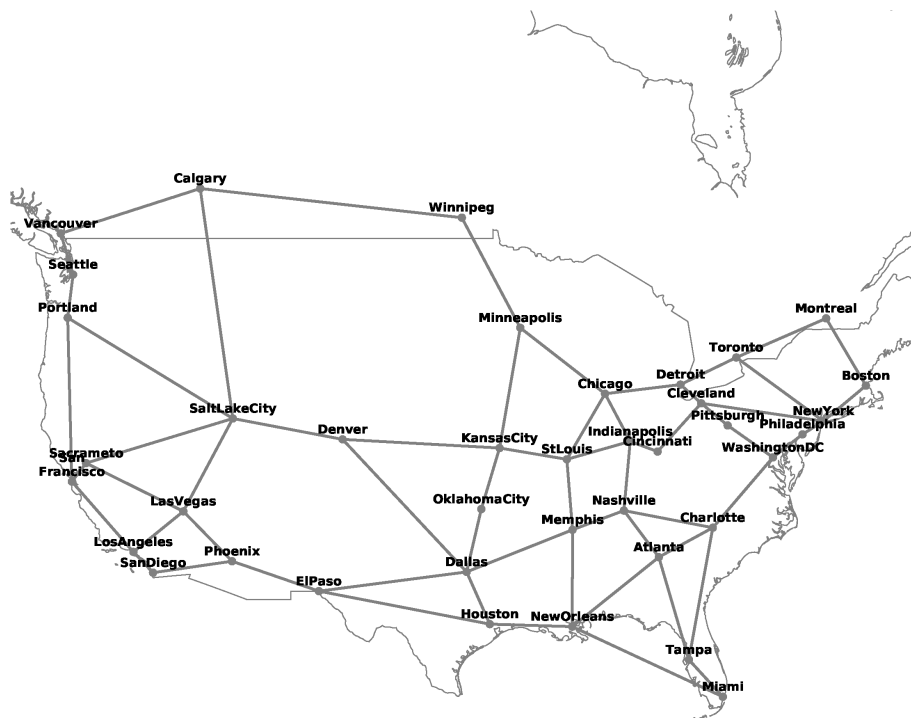 Calgary
Winnipeg
Vancouver
Seattle
Portland
Montreal
Minneapolis
Toronto
Boston
Detroit
Chicago
Cleveland
SaltLakeCity
NewYork
Pittsburgh
Philadelphia
Denver
Indianapolis
KansasCity
Cincinnati
WashingtonDC
StLouis
Sacrameto
San
Francisco
LasVegas
OklahomaCity
Nashville
Charlotte
Memphis
LosAngeles
Phoenix
Atlanta
SanDiego
Dallas
ElPaso
Houston
NewOrleans
Tampa
Miami